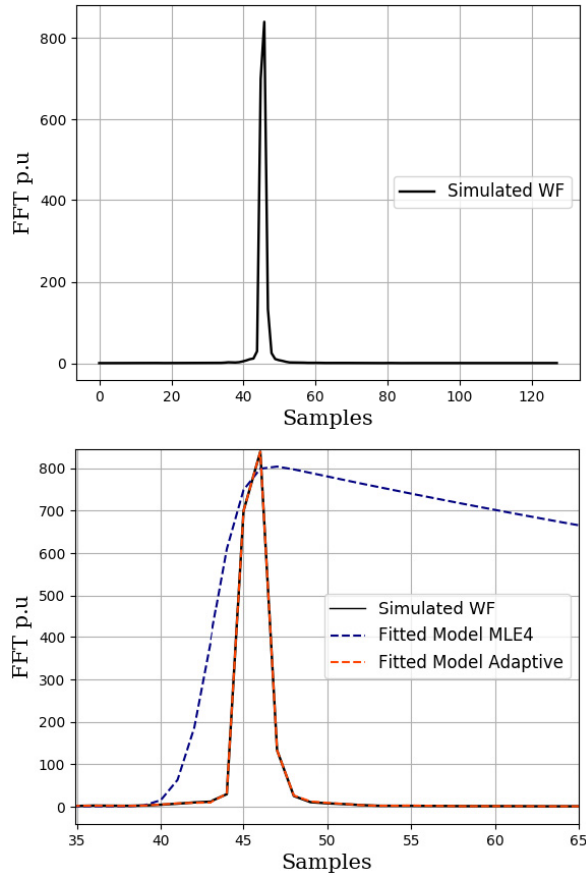 800
600
400
200
0
FFT p.u
Simulated WF
0 20 40 60 80 100 120
Samples
800
700
600
500
400
300
200
100
0
FFT p.u
Simulated WF
Fitted Model MLE4
Fitted Model Adaptive
35 40 45 50 55 60 65
Samples